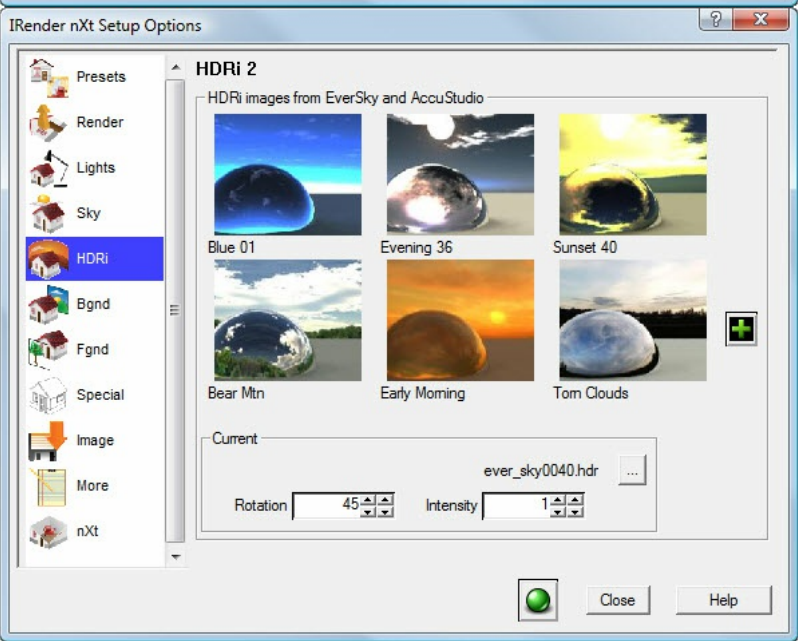 IRender nXt Setup Options
Presets
Render
Lights
Sky
HDRi
Bgnd
Fgnd
Special
Image
More
nXt
HDRi 2
HDRi images from EverSky and AccuStudio
Blue 01
Evening 36
Sunset 40
Bear Mtn
Early Morning
Torn Clouds
Current
ever_sky0040.hdr
...
Rotation
45
Intensity
1
Close
Help